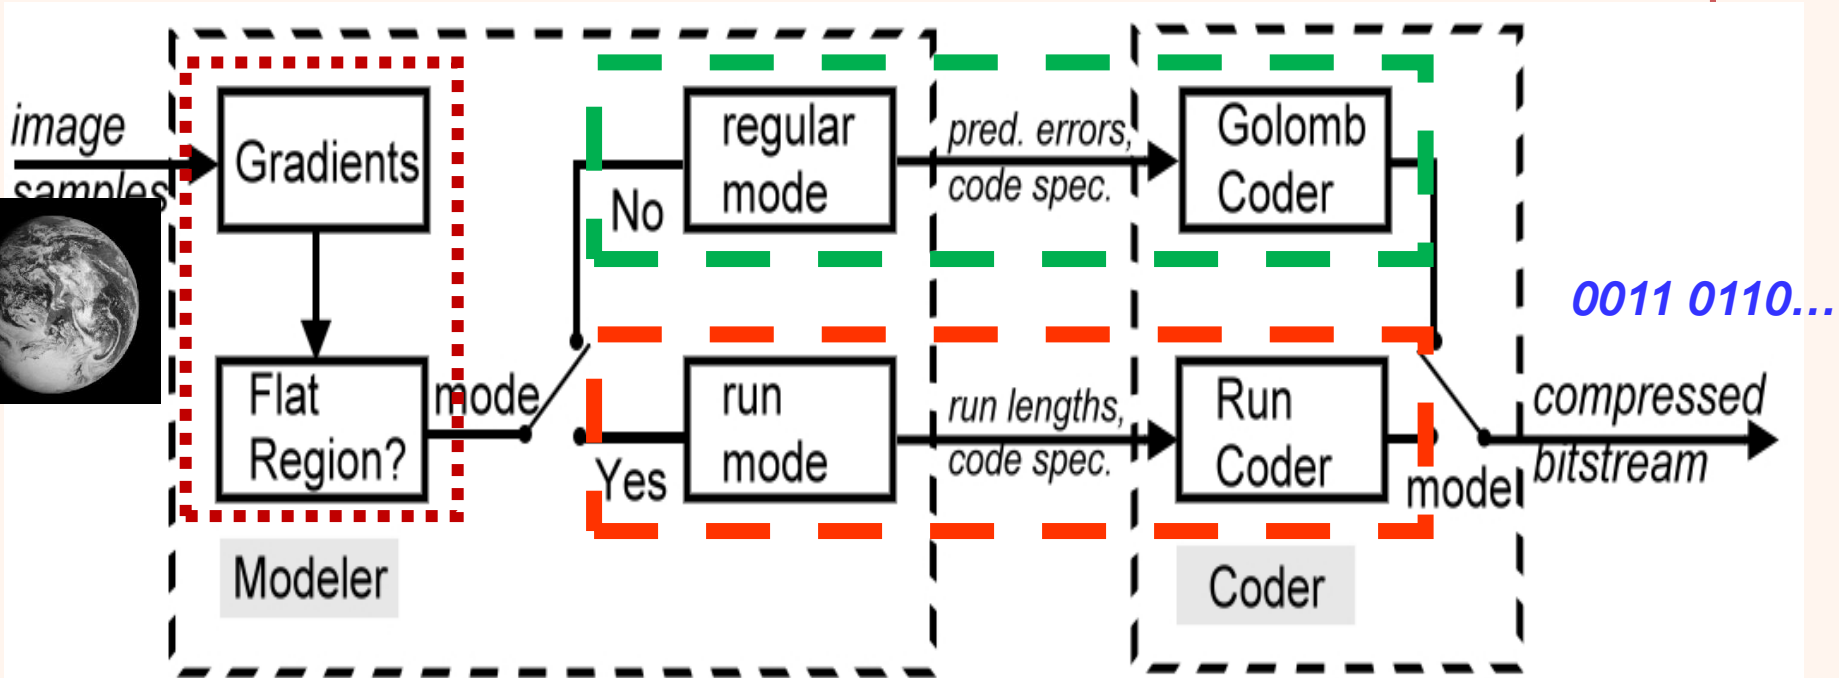 image
samples
Gradients
Flat
Region?
mode
No
Yes
regular
mode
run
mode
pred. errors,
code spec.
run lengths,
code spec.
Golomb
Coder
Run
Coder
mode
0011 0110...
compressed
bitstream
Modeler
Coder